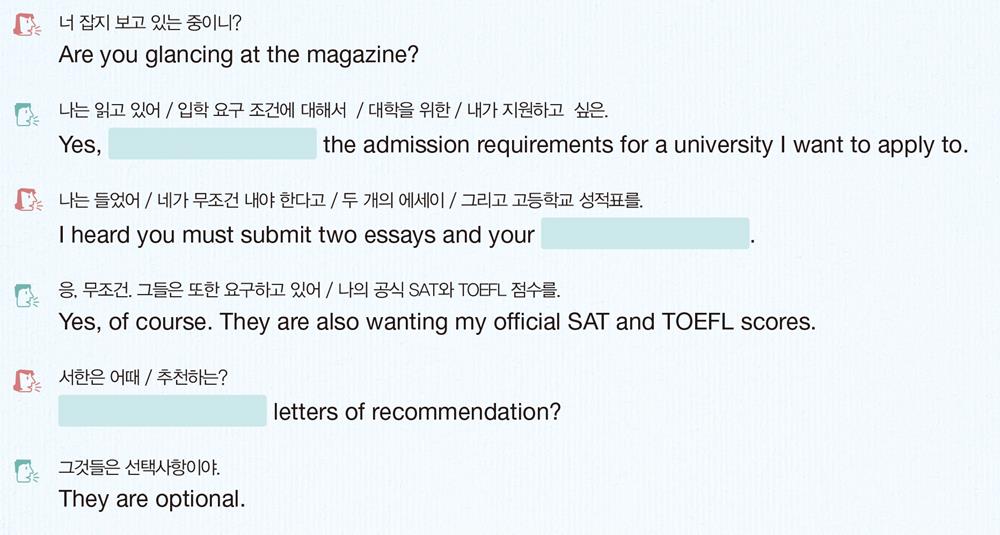 너 잡지 보고 있는 중이니?
Are you glancing at the magazine?
나는 읽고 있어 / 입학 요구 조건에 대해서 / 대학을 위한 / 내가 지원하고 싶은.
Yes, the admission requirements for a university I want to apply to.
나는 들었어 / 네가 무조건 내야 한다고 / 두 개의 에세이 / 그리고 고등학교 성적표를.
I heard you must submit two essays and your .
응, 무조건. 그들은 또한 요구하고 있어 / 나의 공식 SAT와 TOEFL 점수를.
Yes, of course. They are also wanting my official SAT and TOEFL scores.
서한은 어때 / 추천하는?
letters of recommendation?
그것들은 선택사항이야.
They are optional.